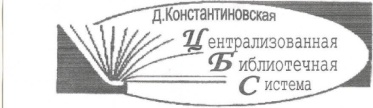 Д.Константиновская
Централизованная
Библиотечная
Система